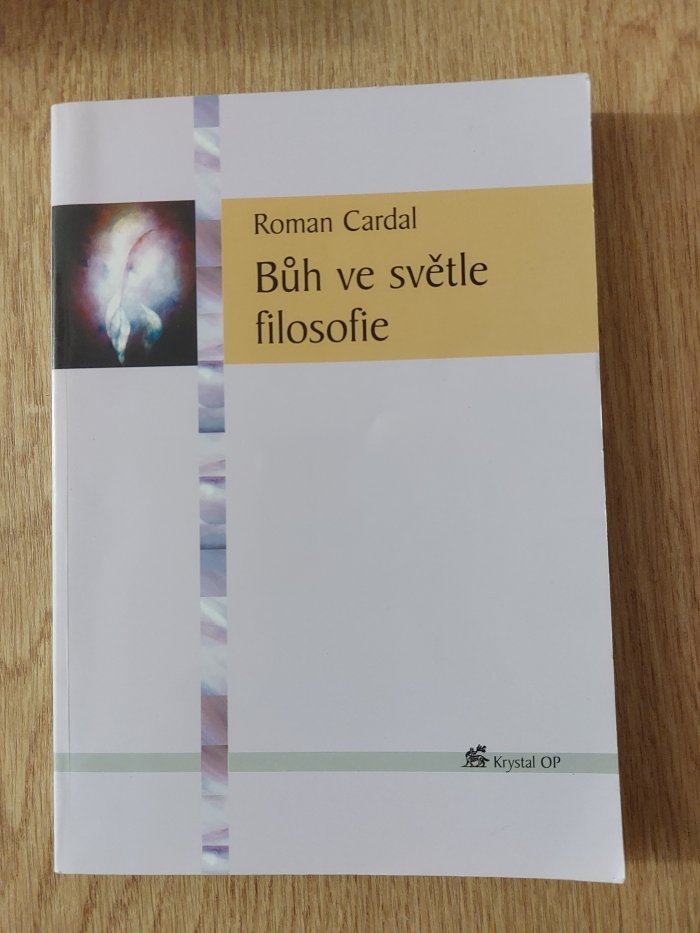 Roman Cardal
Bůh ve světle
filosofie
Krystal OP